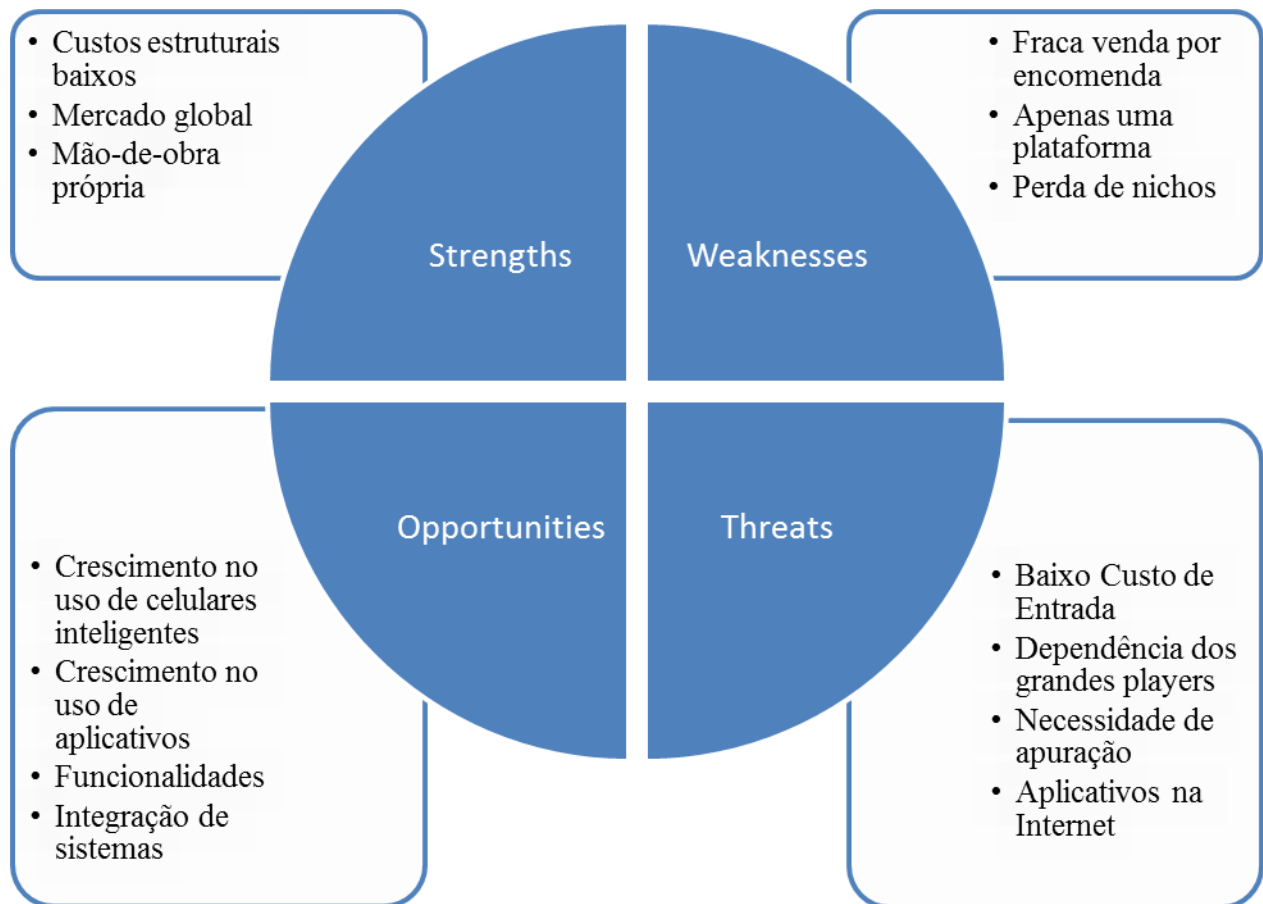 • Custos estruturais
baixos
• Mercado global
• Mão-de-obra
própria
Strengths
• Fraca venda por
encomenda
• Apenas uma
plataforma
• Perda de nichos
Weaknesses
Opportunities
• Crescimento no
uso de celulares
inteligentes
• Crescimento no
uso de
aplicativos
• Funcionalidades
• Integração de
sistemas
Threats
• Baixo Custo de
Entrada
• Dependência dos
grandes players
• Necessidade de
apuração
• Aplicativos na
Internet